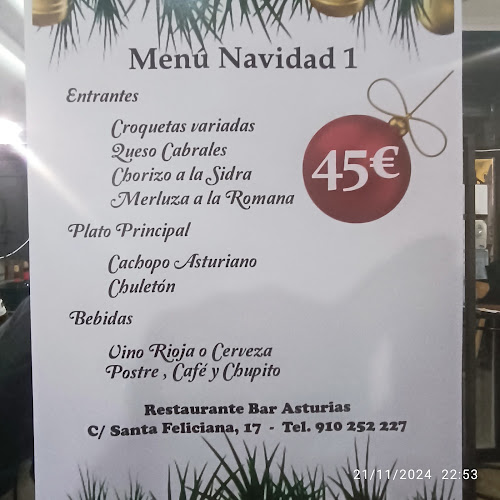 Menú Navidad 1
Entrantes
Croquetas variadas
Queso Cabrales
Chorizo a la Sidra
Merluza a la Romana
45€
Plato Principal
Cachopo Asturiano
Chuletón
Bebidas
Vino Rioja o Cerveza
Postre , Café y Chupito
Restaurante Bar Asturias
C/ Santa Feliciana, 17 - Tel. 910 252 227
21/11/2024 22:53